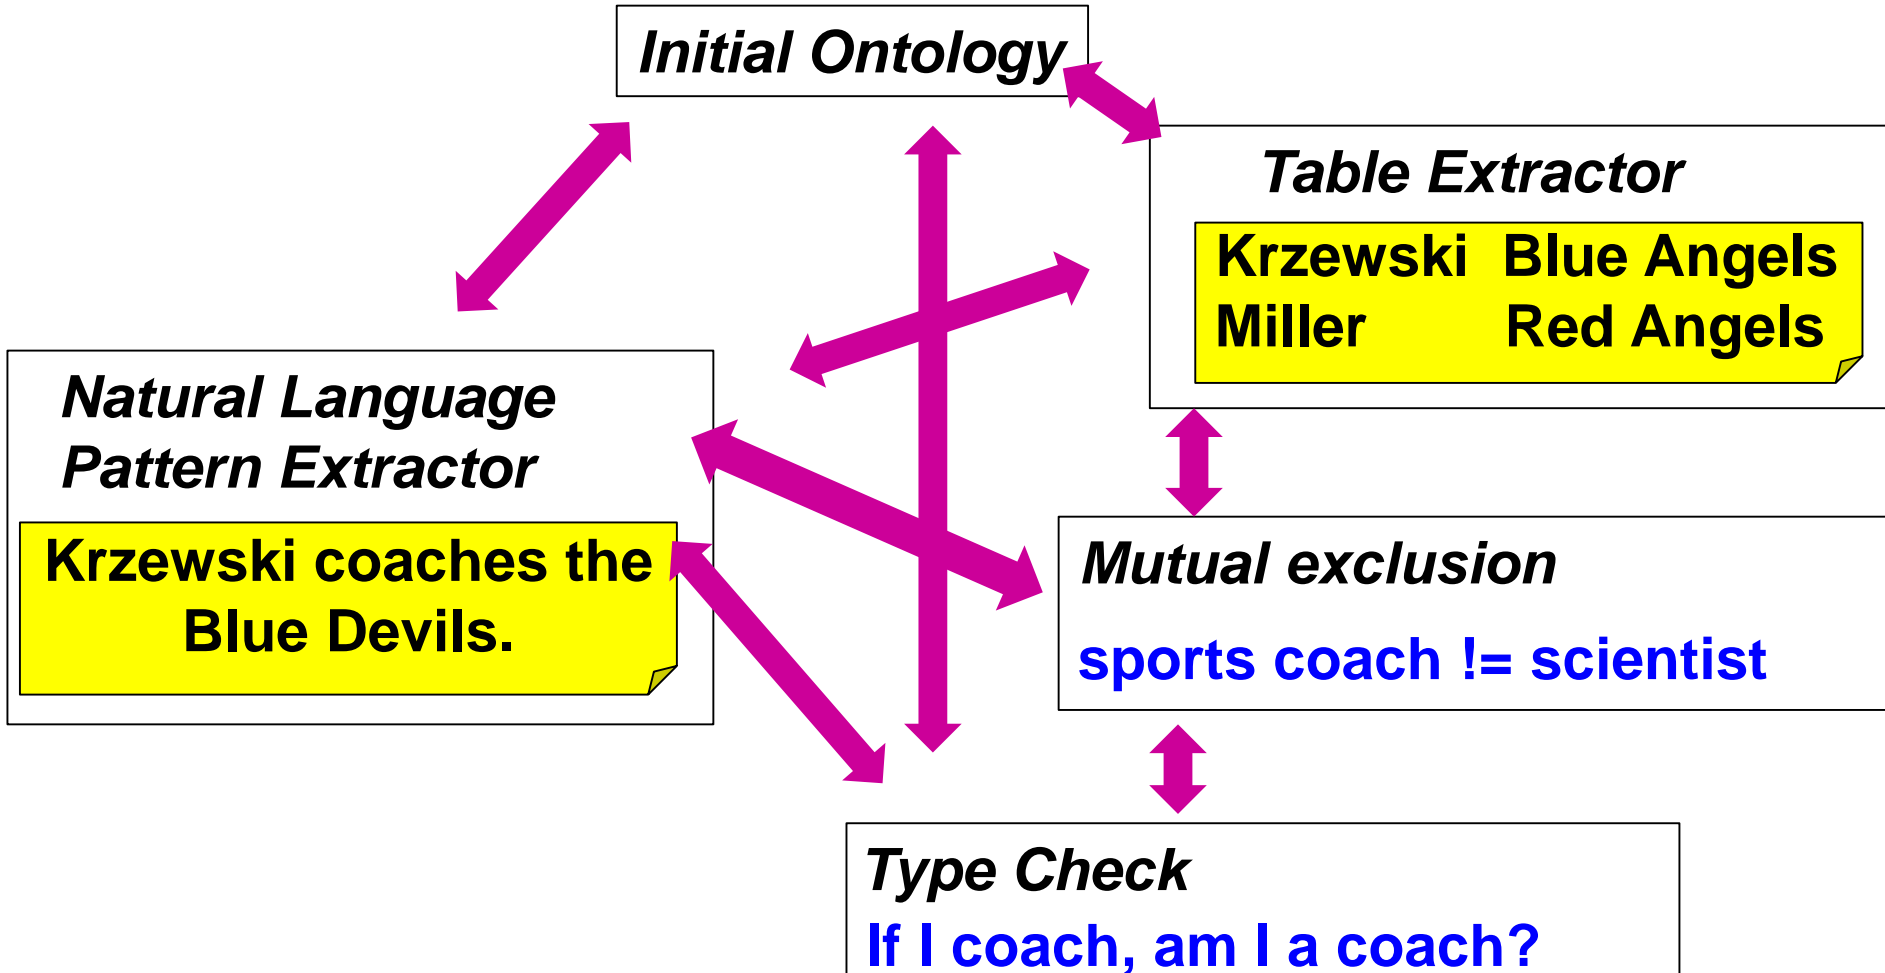 Initial Ontology
Table Extractor
Krzewski Blue Angels
Miller Red Angels
Natural Language
Pattern Extractor
Krzewski coaches the
Blue Devils.
Mutual exclusion
sports coach != scientist
Type Check
If I coach, am I a coach?